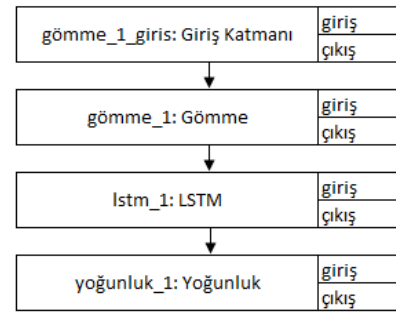 gömme_1_giris: Giriş Katmanı
giriş
çıkış
gömme_1: Gömme
giriş
çıkış
lstm_1: LSTM
giriş
çıkış
yoğunluk_1: Yoğunluk
giriş
çıkış